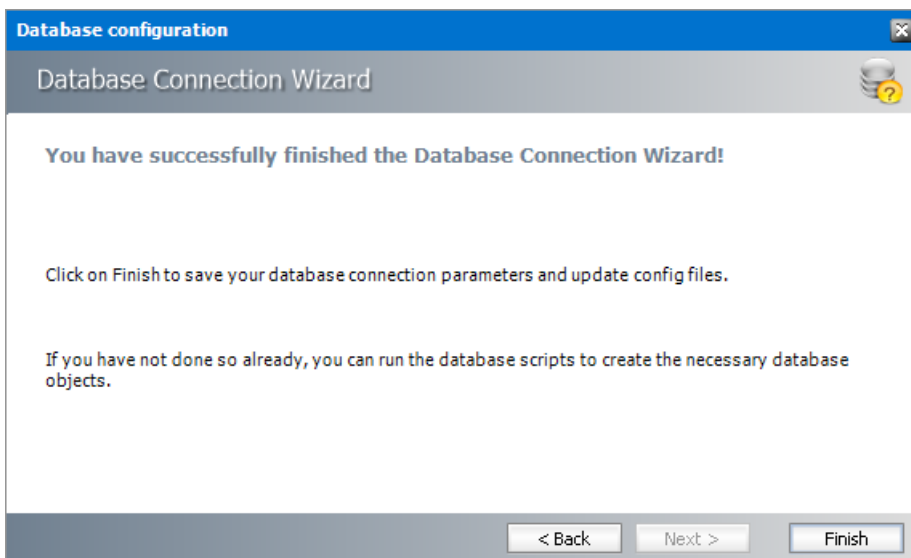 Database configuration
Database Connection Wizard
You have successfully finished the Database Connection Wizard!
Click on Finish to save your database connection parameters and update config files.
If you have not done so already, you can run the database scripts to create the necessary database
objects.
< Back Next > Finish